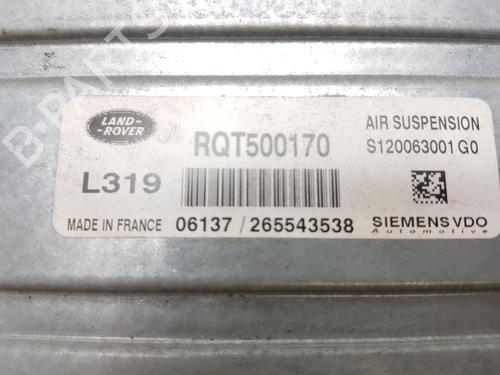 LAND-
ROVER
RQT500170
AIR SUSPENSION
S120063001 G0
L319
MADE IN FRANCE
06137 / 265543538
SIEMENS VDO
Automotive
B-PARTS